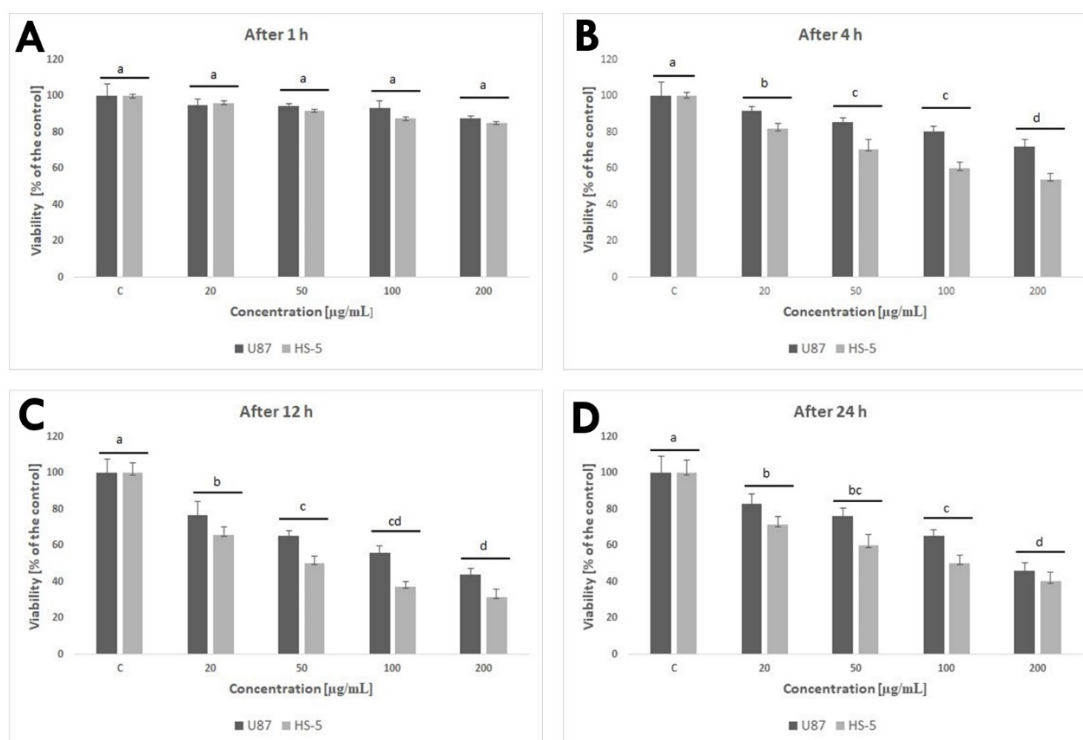 A
After 1 h
Viability [% of the control]
120
100
80
60
40
20
0
a a a a a
C 20 50 100 200
Concentration [µg/mL]
U87 HS-5
B
After 4 h
Viability [% of the control]
120
100
80
60
40
20
0
a b c c d
C 20 50 100 200
Concentration [µg/mL]
U87 HS-5
C
After 12 h
Viability [% of the control]
120
100
80
60
40
20
0
a b c cd d
C 20 50 100 200
Concentration [µg/mL]
U87 HS-5
D
After 24 h
Viability [% of the control]
120
100
80
60
40
20
0
a b bc c d
C 20 50 100 200
Concentration [µg/mL]
U87 HS-5